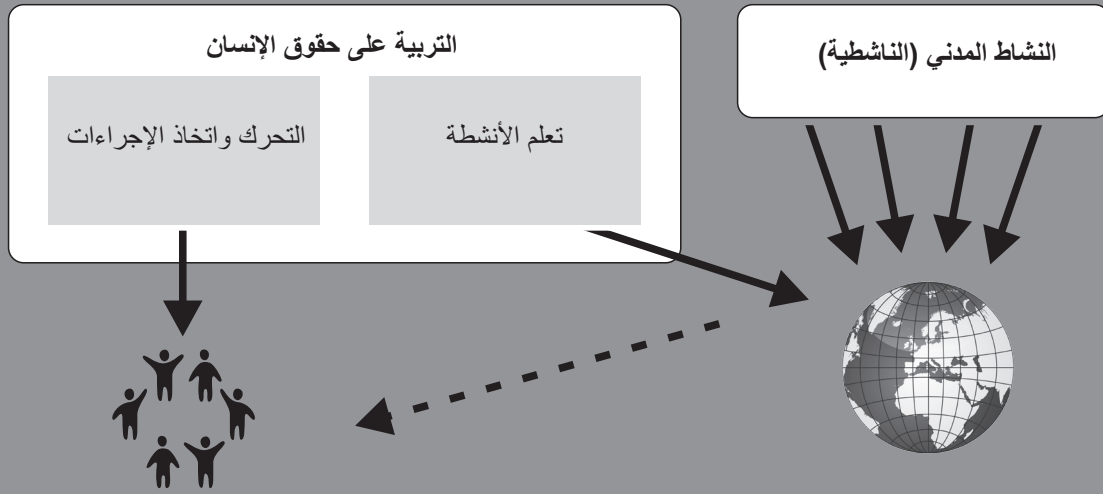 النشاط المدني (الناشطية)
التربية على حقوق الإنسان
تعلم الأنشطة
التحرك واتخاذ الإجراءات